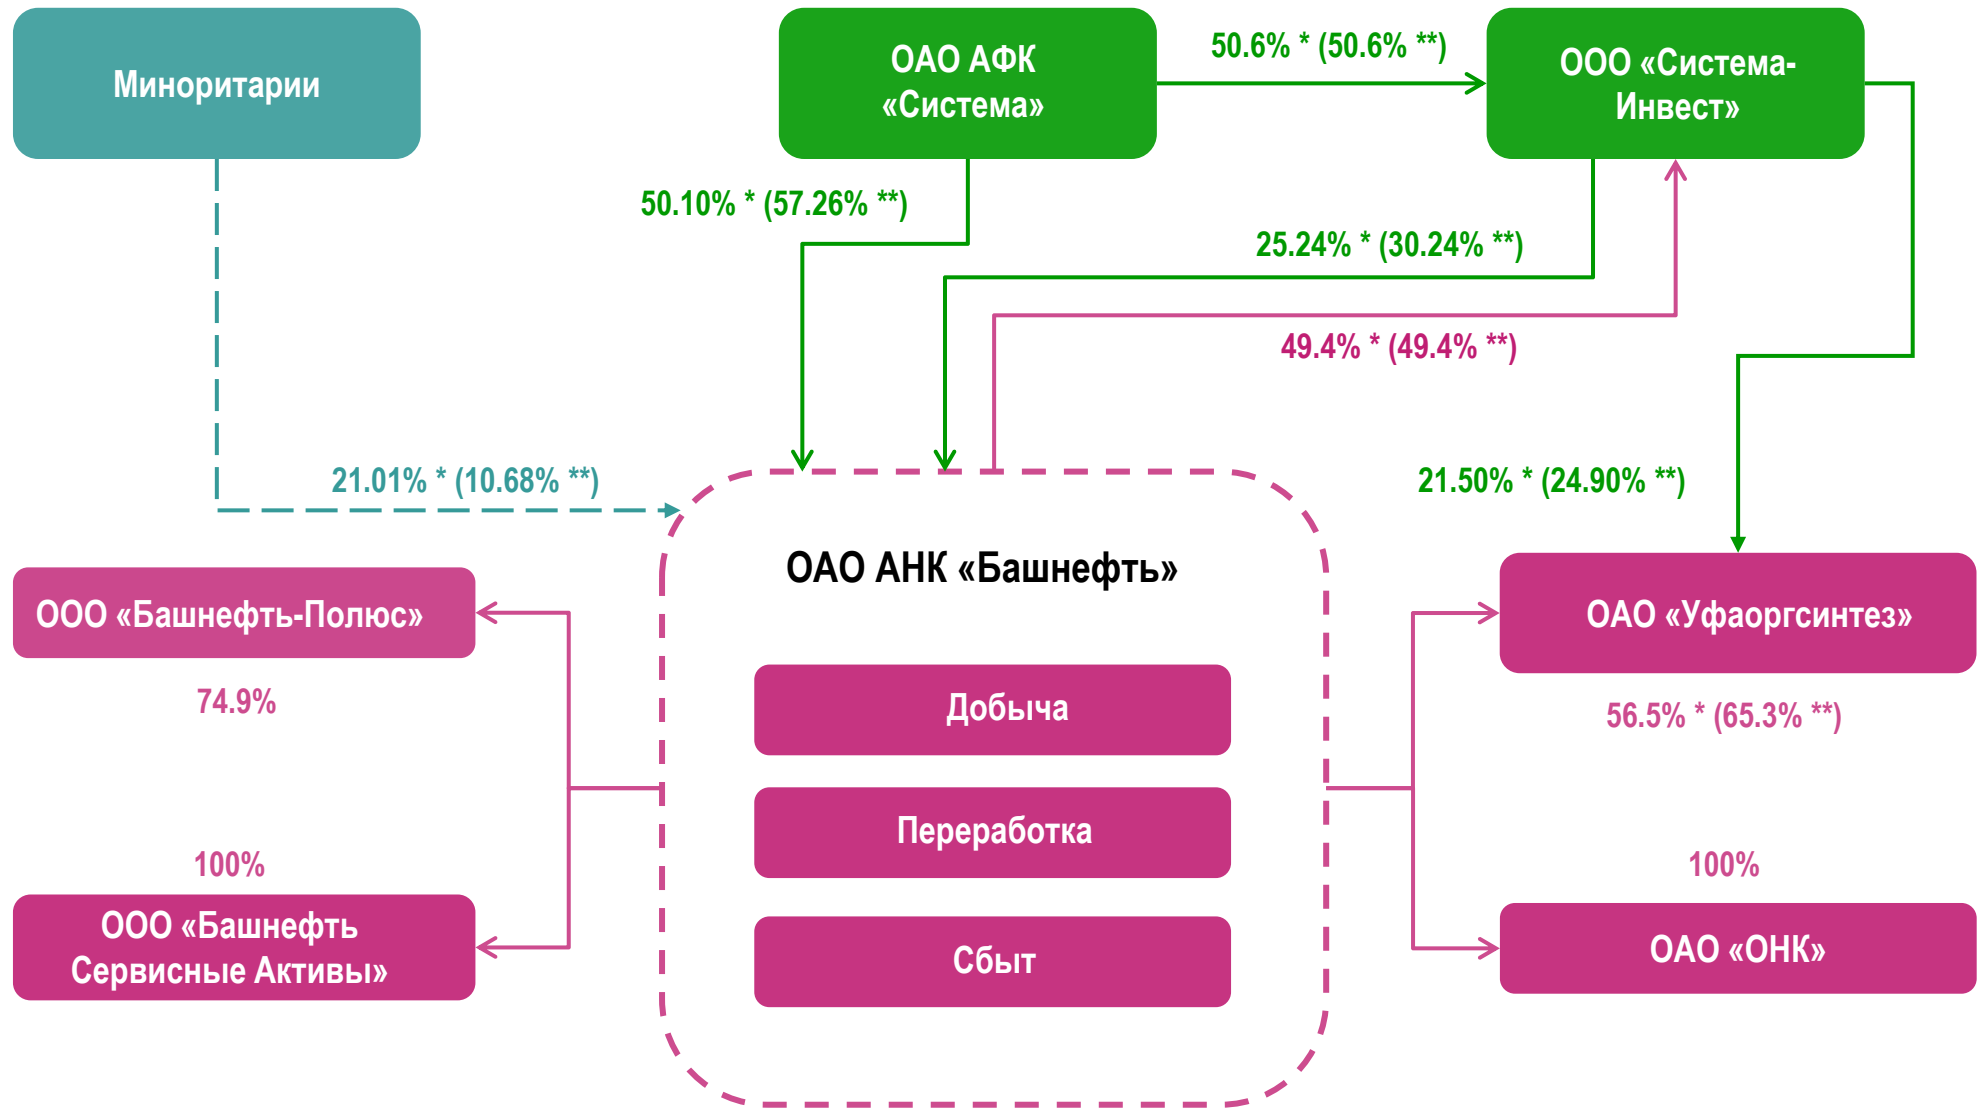 Миноритарии
ОАО АФК
«Система»
50.6% * (50.6% **)
ООО «Система-
Инвест»
50.10% * (57.26% **)
25.24% * (30.24% **)
49.4% * (49.4% **)
21.01% * (10.68% **)
21.50% * (24.90% **)
ОАО АНК «Башнефть»
ООО «Башнефть-Полюс»
74.9%
ОАО «Уфаоргсинтез»
56.5% * (65.3% **)
Добыча
Переработка
Сбыт
100%
ООО «Башнефть
Сервисные Активы»
100%
ОАО «ОНК»